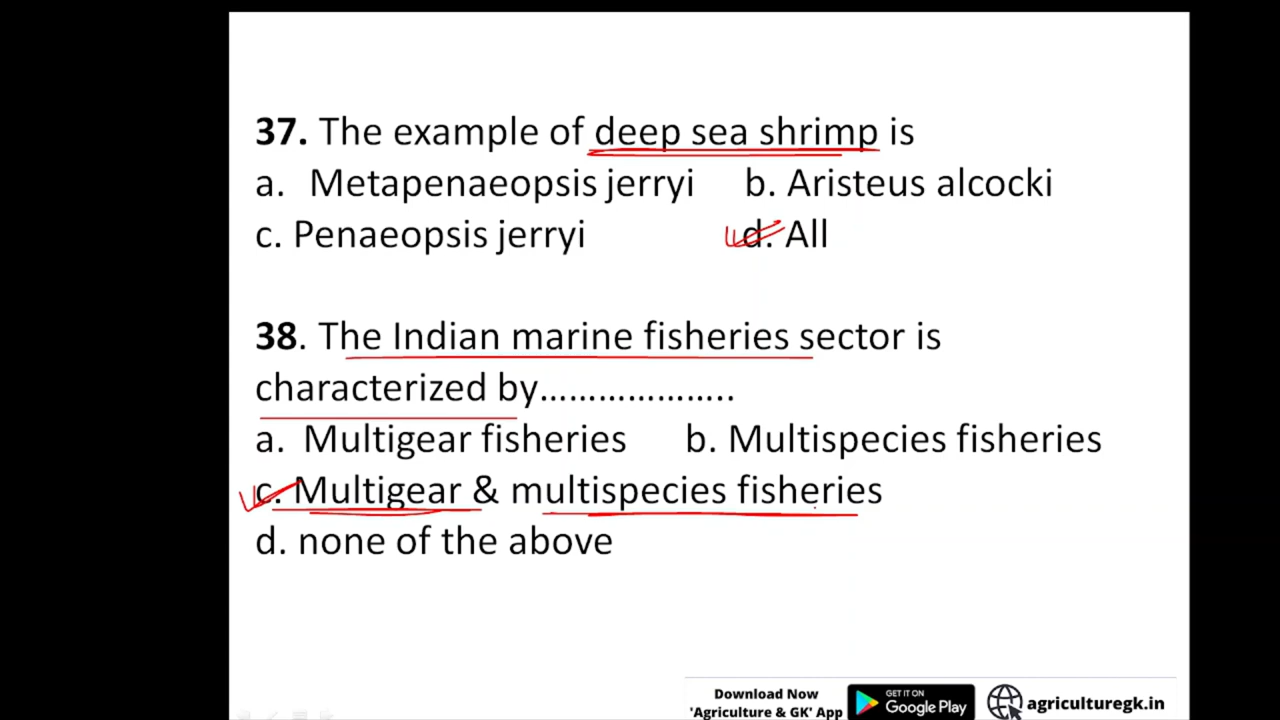 37. The example of deep sea shrimp is
a. Metapenaeopsis jerryi b. Aristeus alcocki
c. Penaeopsis jerryi d. All
38. The Indian marine fisheries sector is
characterized by………………..
a. Multigear fisheries b. Multispecies fisheries
c. Multigear & multispecies fisheries
d. none of the above
Download Now
'Agriculture & GK' App
GET IT ON
Google Play
agriculturegk.in